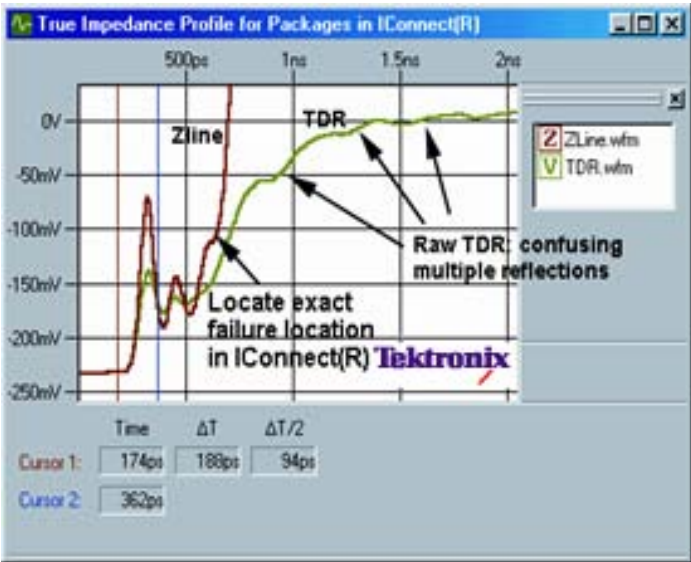 True Impedance Profile for Packages in IConnect(R)
500ps 1ns 1.5ns 2ns
0V
-50mV
-100mV
-150mV
-200mV
-250mV
Zline
TDR
Raw TDR: confusing
multiple reflections
Locate exact
failure location
in IConnect(R)
Tektronix
Z ZLine.wfm
V TDR.wfm
Time ΔT ΔT/2
Cursor 1: 174ps 188ps 94ps
Cursor 2: 362ps